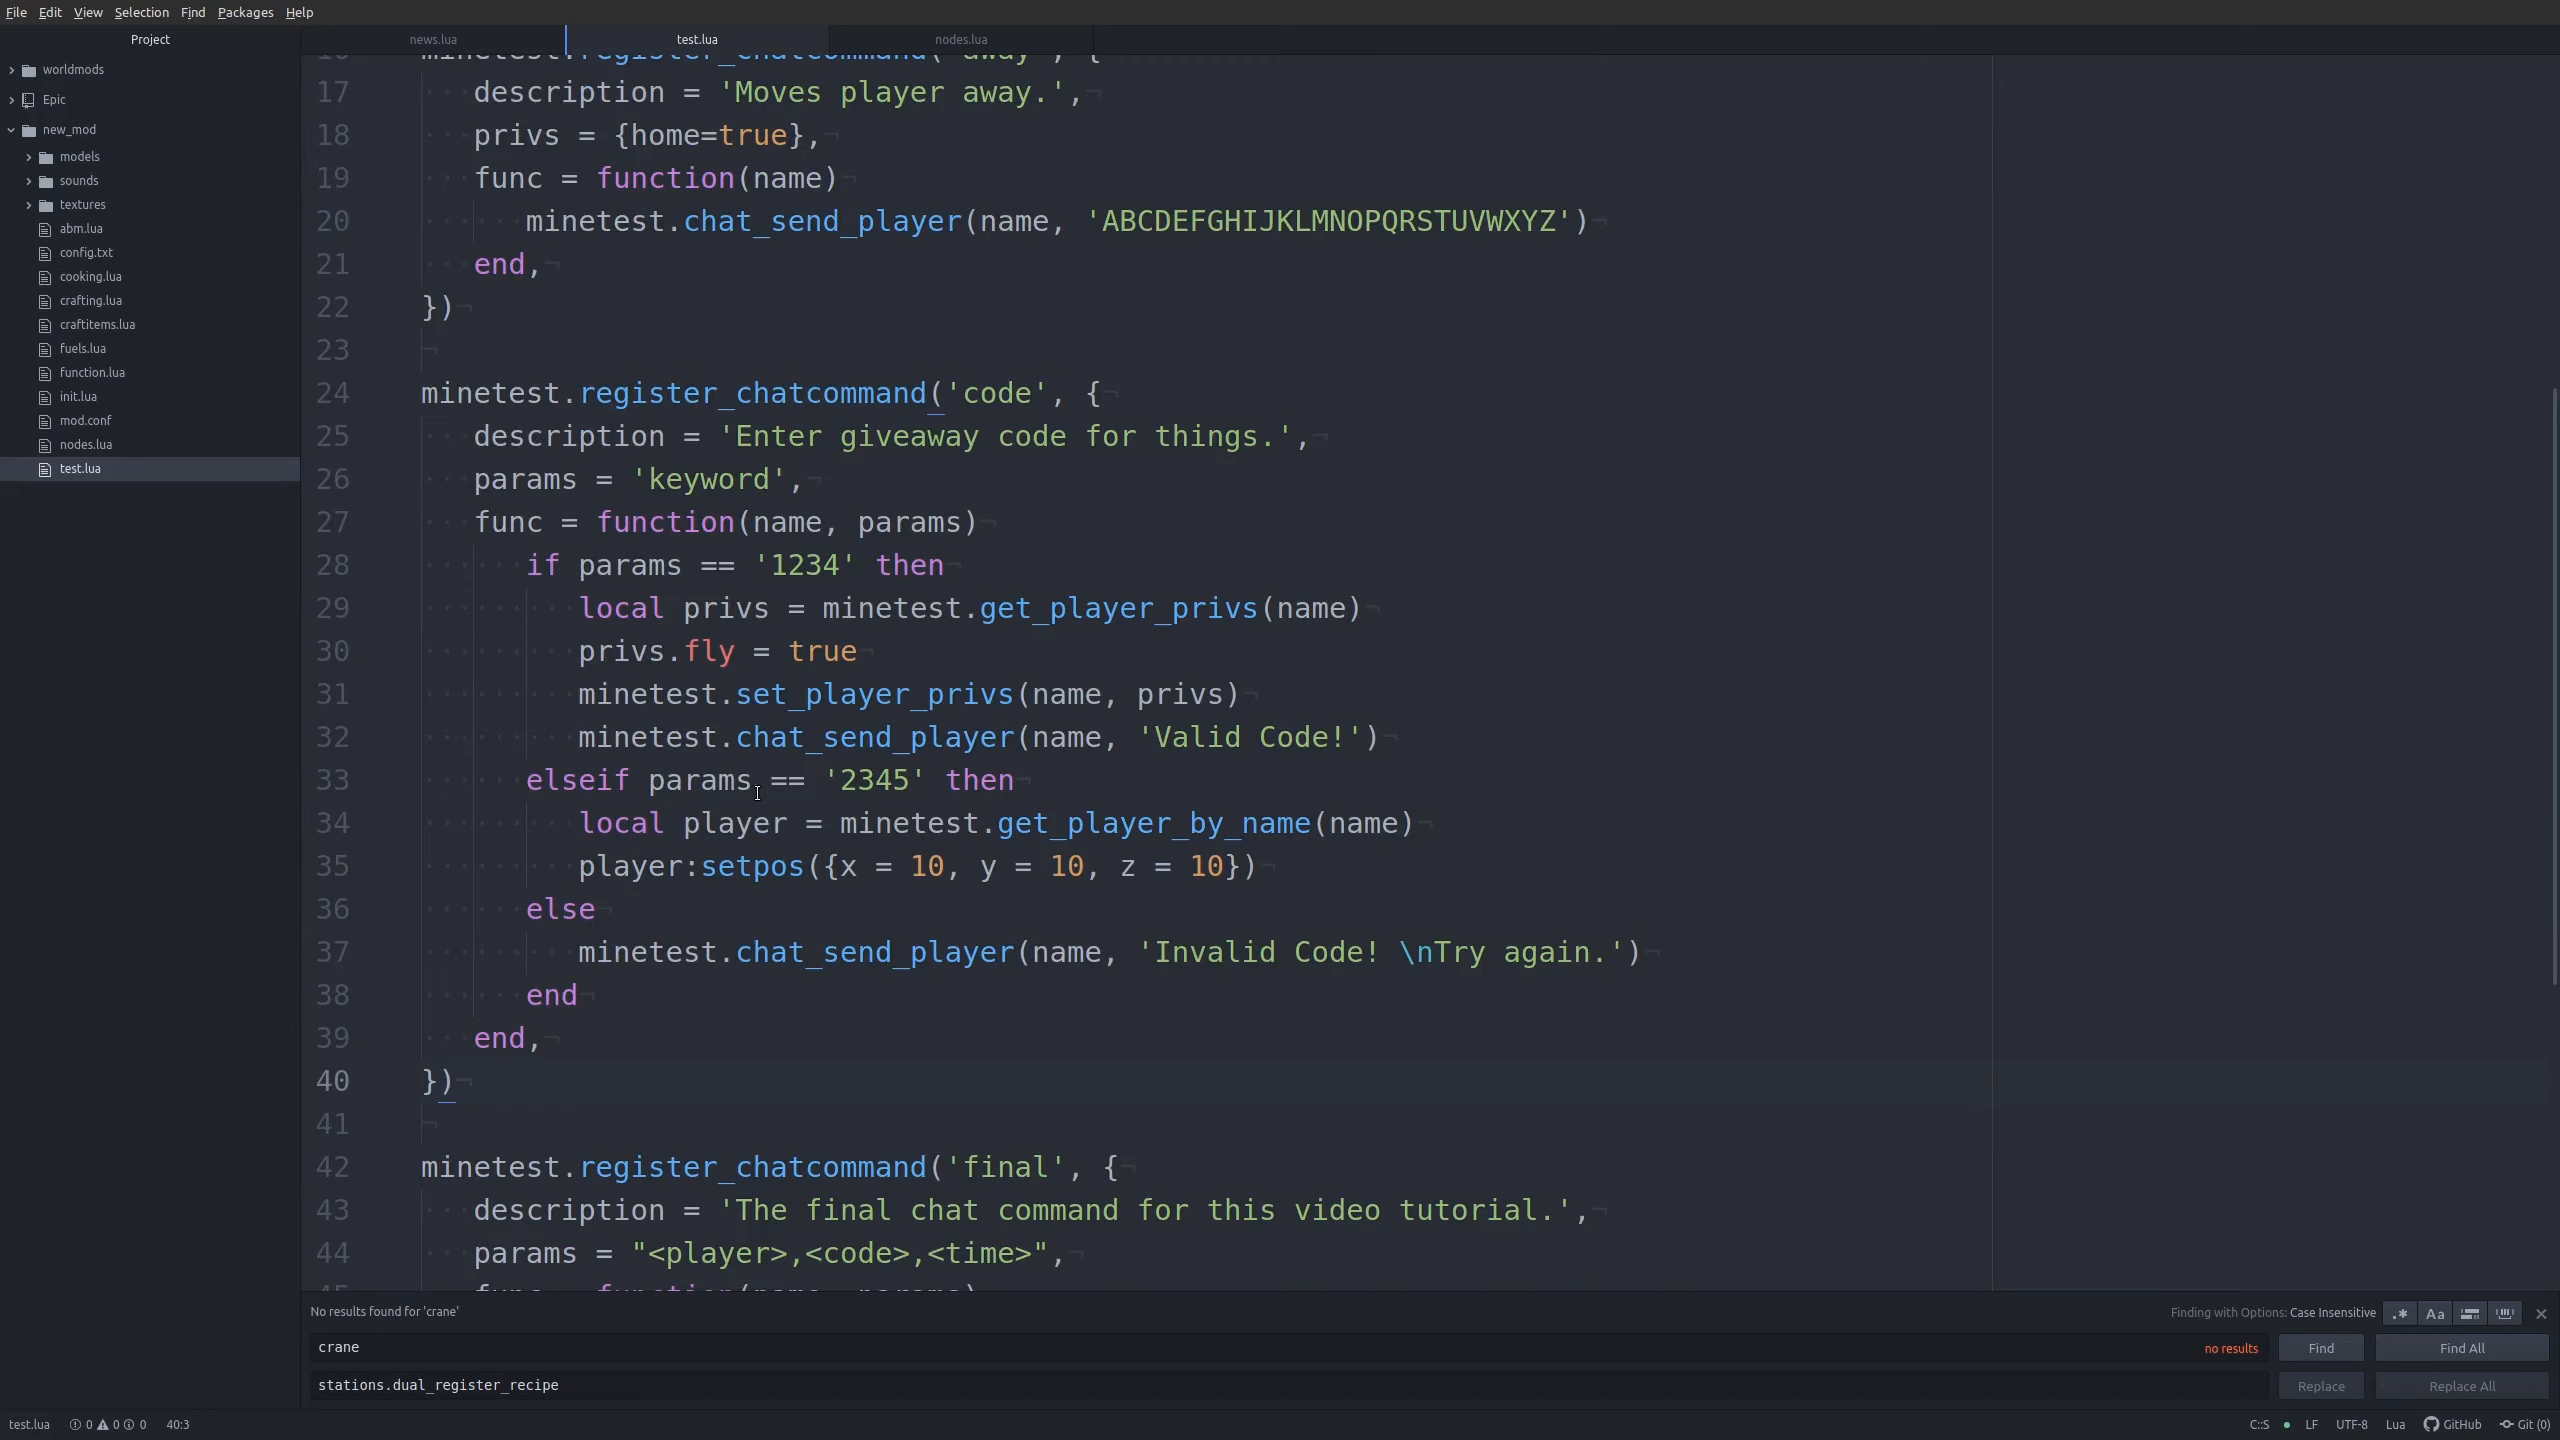 File Edit View Selection Find Packages Help
Project
news.lua
test.lua
nodes.lua
worldmods
Epic
new_mod
models
sounds
textures
abm.lua
config.txt
cooking.lua
crafting.lua
craftitems.lua
fuels.lua
function.lua
init.lua
mod.conf
nodes.lua
test.lua
16 minetest.register_chatcommand('away', {
17 description = 'Moves player away.',
18 privs = {home=true},
19 func = function(name)
20 minetest.chat_send_player(name, 'ABCDEFGHIJKLMNOPQRSTUVWXYZ')
21 end,
22 })
23
24 minetest.register_chatcommand('code', {
25 description = 'Enter giveaway code for things.',
26 params = 'keyword',
27 func = function(name, params)
28 if params == '1234' then
29 local privs = minetest.get_player_privs(name)
30 privs.fly = true
31 minetest.set_player_privs(name, privs)
32 minetest.chat_send_player(name, 'Valid Code!')
33 elseif params == '2345' then
34 local player = minetest.get_player_by_name(name)
35 player:setpos({x = 10, y = 10, z = 10})
36 else
37 minetest.chat_send_player(name, 'Invalid Code! \nTry again.')
38 end
39 end,
40 })
41
42 minetest.register_chatcommand('final', {
43 description = 'The final chat command for this video tutorial.',
44 params = "<player>,<code>,<time>",
45 func = function(name, params)
No results found for 'crane'
Finding with Options: Case Insensitive
.* Aa
crane
no results
Find
Find All
stations.dual_register_recipe
Replace
Replace All
test.lua 0 0 0 40:3
C::S LF UTF-8 Lua GitHub Git (0)